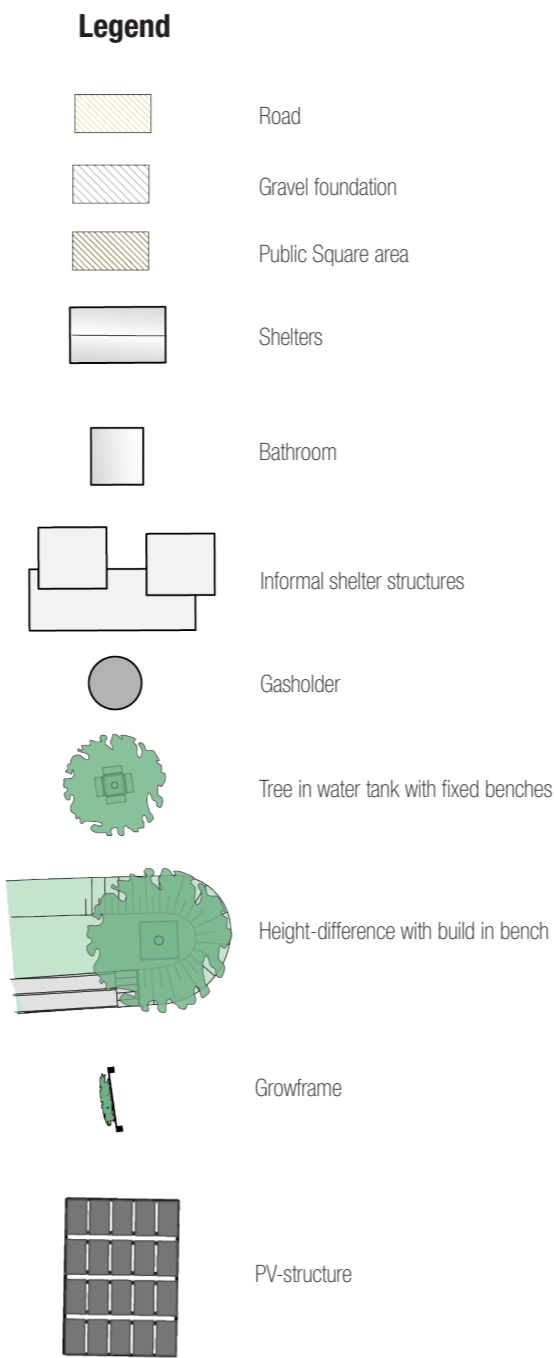 Legend
Road
Gravel foundation
Public Square area
Shelters
Bathroom
Informal shelter structures
Gasholder
Tree in water tank with fixed benches
Height-difference with build in bench
Growframe
PV-structure